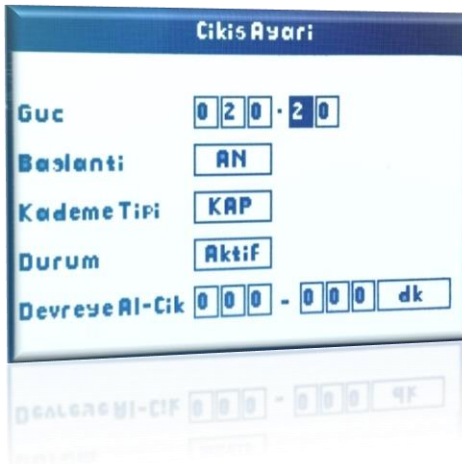 Cikis Ayari
Guc 020.20
Baglanti AN
Kademe Tipi KAP
Durum Aktif
Devreye Al-Cik 000 - 000 dk